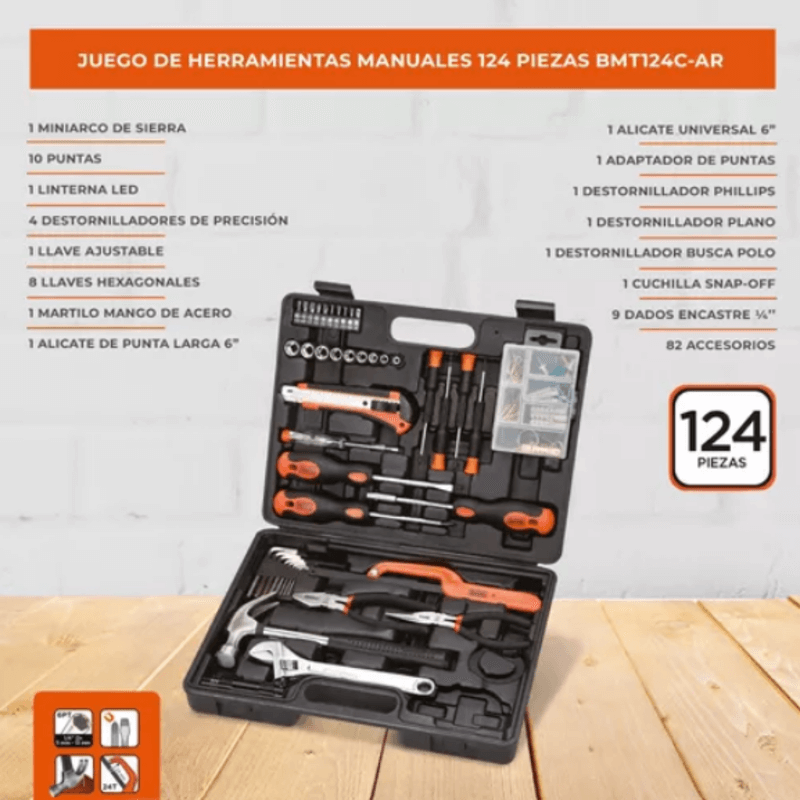 JUEGO DE HERRAMIENTAS MANUALES 124 PIEZAS BMT124C-AR
1 MINIARCO DE SIERRA
10 PUNTAS
1 LINTERNA LED
4 DESTORNILLADORES DE PRECISIÓN
1 LLAVE AJUSTABLE
8 LLAVES HEXAGONALES
1 MARTILO MANGO DE ACERO
1 ALICATE DE PUNTA LARGA 6”
1 ALICATE UNIVERSAL 6”
1 ADAPTADOR DE PUNTAS
1 DESTORNILLADOR PHILLIPS
1 DESTORNILLADOR PLANO
1 DESTORNILLADOR BUSCA POLO
1 CUCHILLA SNAP-OFF
9 DADOS ENCASTRE ¼’’
82 ACCESORIOS
124
PIEZAS
6PT
24T